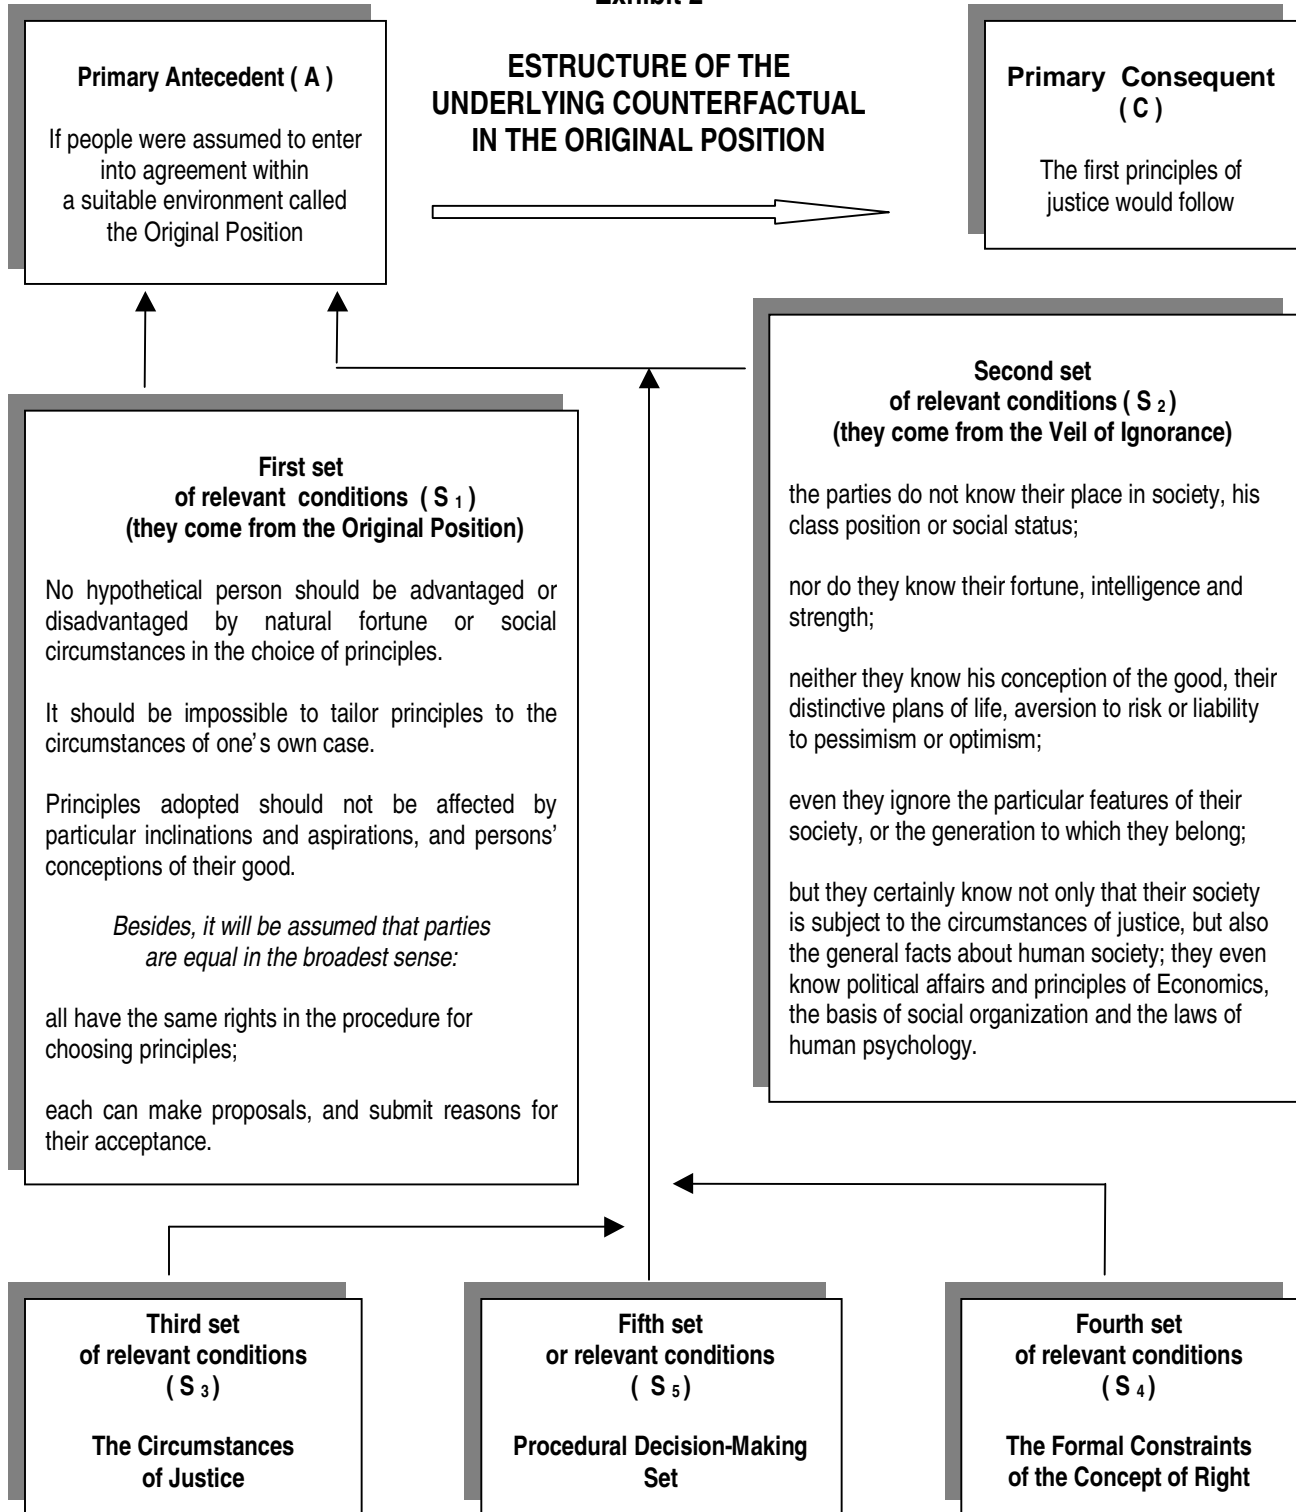 Exhibit 2
Primary Antecedent ( A )
If people were assumed to enter
into agreement within
a suitable environment called
the Original Position
ESTRUCTURE OF THE
UNDERLYING COUNTERFACTUAL
IN THE ORIGINAL POSITION
Primary Consequent
( C )
The first principles of
justice would follow
First set
of relevant conditions ( S 1 )
(they come from the Original Position)
No hypothetical person should be advantaged or
disadvantaged by natural fortune or social
circumstances in the choice of principles.
It should be impossible to tailor principles to the
circumstances of one's own case.
Principles adopted should not be affected by
particular inclinations and aspirations, and persons'
conceptions of their good.
Besides, it will be assumed that parties
are equal in the broadest sense:
all have the same rights in the procedure for
choosing principles;
each can make proposals, and submit reasons for
their acceptance.
Second set
of relevant conditions ( S 2 )
(they come from the Veil of Ignorance)
the parties do not know their place in society, his
class position or social status;
nor do they know their fortune, intelligence and
strength;
neither they know his conception of the good, their
distinctive plans of life, aversion to risk or liability
to pessimism or optimism;
even they ignore the particular features of their
society, or the generation to which they belong;
but they certainly know not only that their society
is subject to the circumstances of justice, but also
the general facts about human society; they even
know political affairs and principles of Economics,
the basis of social organization and the laws of
human psychology.
Third set
of relevant conditions
( S 3 )
The Circumstances
of Justice
Fifth set
or relevant conditions
( S 5 )
Procedural Decision-Making
Set
Fourth set
of relevant conditions
( S 4 )
The Formal Constraints
of the Concept of Right